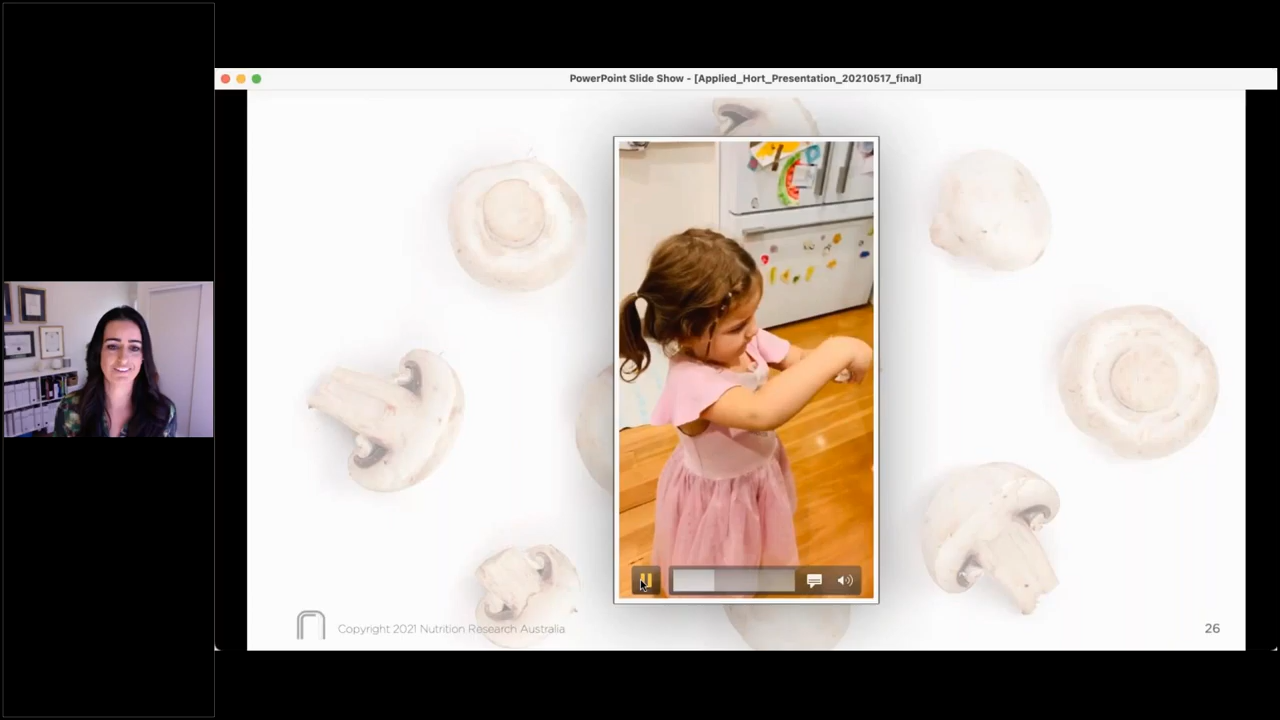 PowerPoint Slide Show - [Applied_Hort_Presentation_20210517_final]
Copyright 2021 Nutrition Research Australia
26